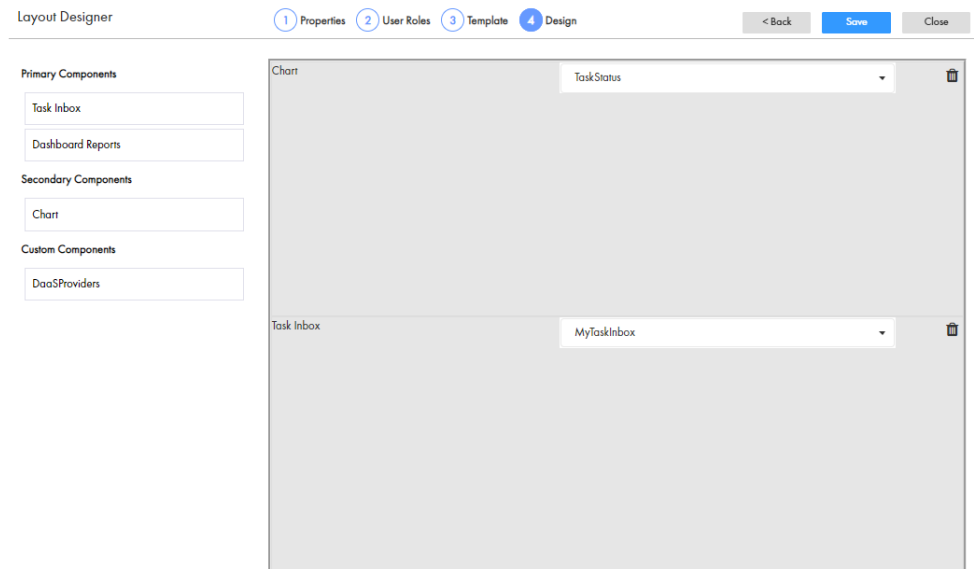 Layout Designer
1 Properties 2 User Roles 3 Template 4 Design
< Back Save Close
Primary Components
Task Inbox
Dashboard Reports
Secondary Components
Chart
Custom Components
DaaSProviders
Chart TaskStatus
Task Inbox MyTaskInbox